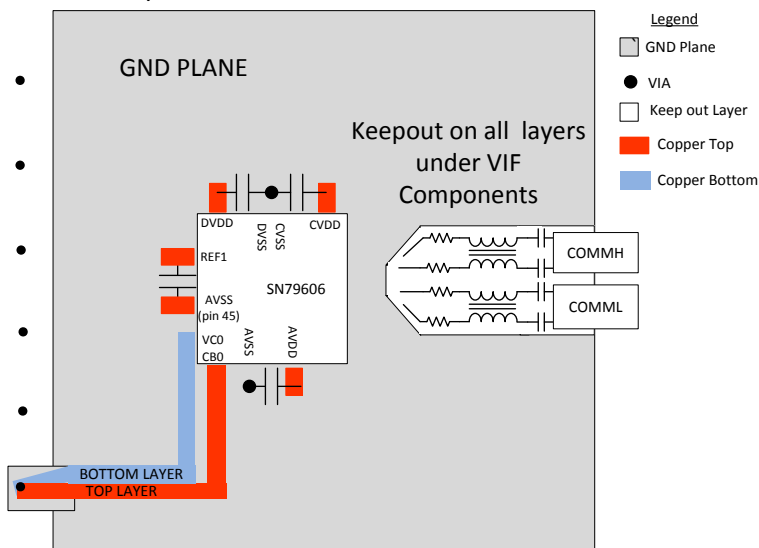 Legend
GND Plane
VIA
Keep out Layer
Copper Top
Copper Bottom
GND PLANE
Keepout on all layers
under VIF
Components
DVDD
DVSS
CVSS
CVDD
REF1
SN79606
AVSS
(pin 45)
VC0
CB0
AVSS
AVDD
COMMH
COMML
BOTTOM LAYER
TOP LAYER